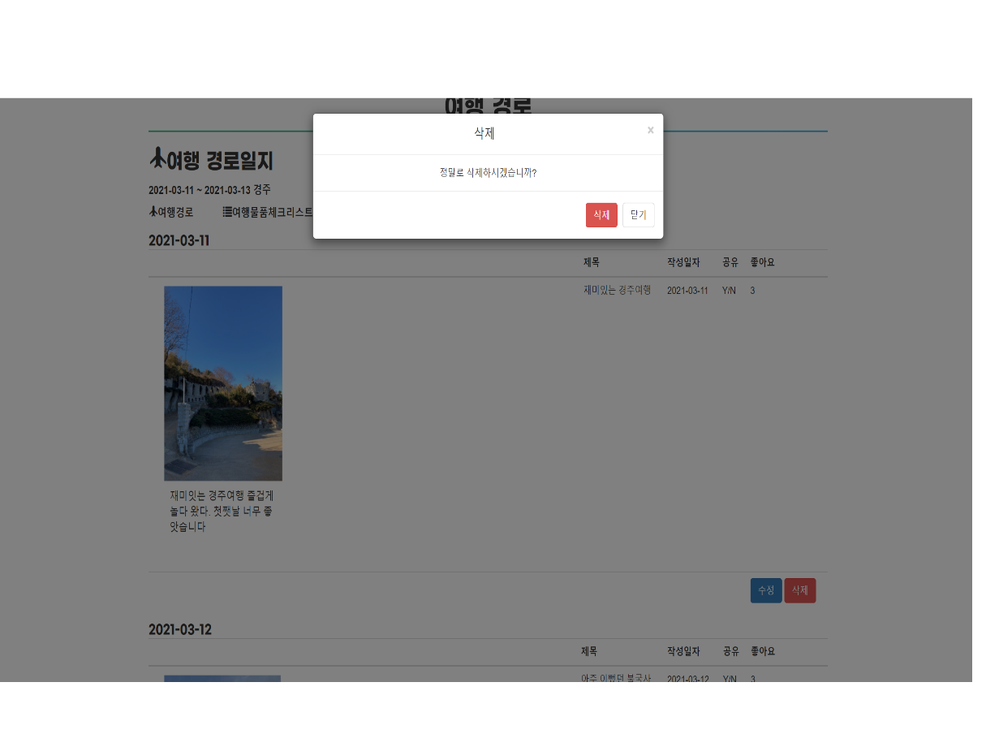 여행 경로
삭제 ×
정말로 삭제하시겠습니까?
삭제 닫기
여행 경로일지
2021-03-11 ~ 2021-03-13 경주
여행경로 여행물품체크리스트
2021-03-11
제목 작성일자 공유 좋아요
재미있는 경주여행 2021-03-11 Y/N 3
재미잇는 경주여행 즐겁게
놀다 왔다. 첫쨋날 너무 좋
앗습니다
수정 삭제
2021-03-12
제목 작성일자 공유 좋아요
아주 이뻤던 불국사 2021-03-12 Y/N 3